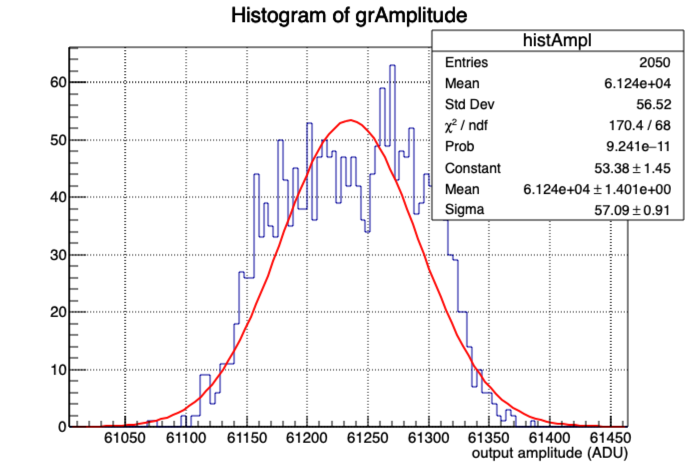 Histogram of grAmplitude
histAmpl
Entries 2050
Mean 6.124e+04
Std Dev 56.52
χ² / ndf 170.4 / 68
Prob 9.241e−11
Constant 53.38 ± 1.45
Mean 6.124e+04 ± 1.401e+00
Sigma 57.09 ± 0.91
60
50
40
30
20
10
0
61050 61100 61150 61200 61250 61300 61350 61400 61450
output amplitude (ADU)